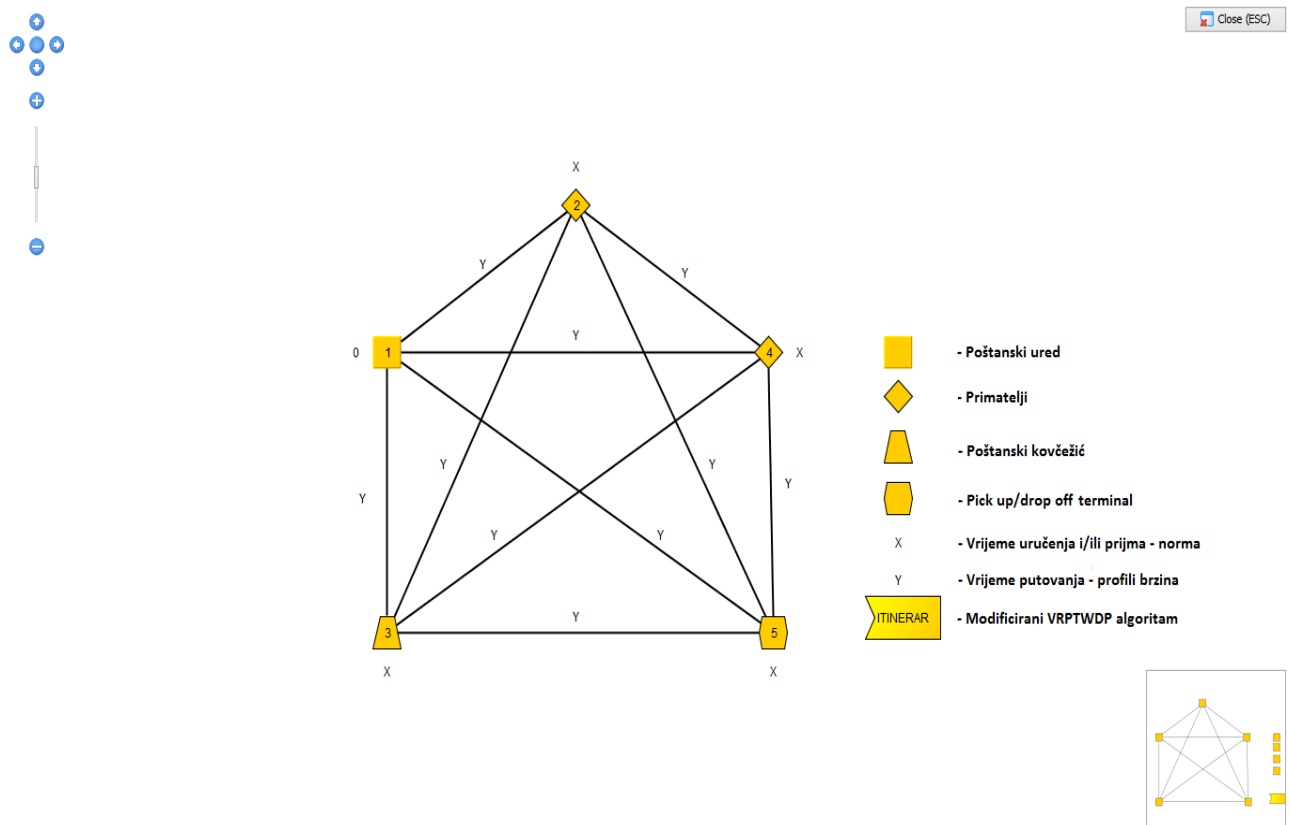 Close (ESC)
X
2
Y
Y
Y
0
1
4
X
Y
Y
Y
Y
Y
Y
Y
3
5
X
X
- Poštanski ured
- Primatelji
- Poštanski kovčežić
- Pick up/drop off terminal
X - Vrijeme uručenja i/ili prijma - norma
Y - Vrijeme putovanja - profili brzina
ITINERAR - Modificirani VRPTWDP algoritam